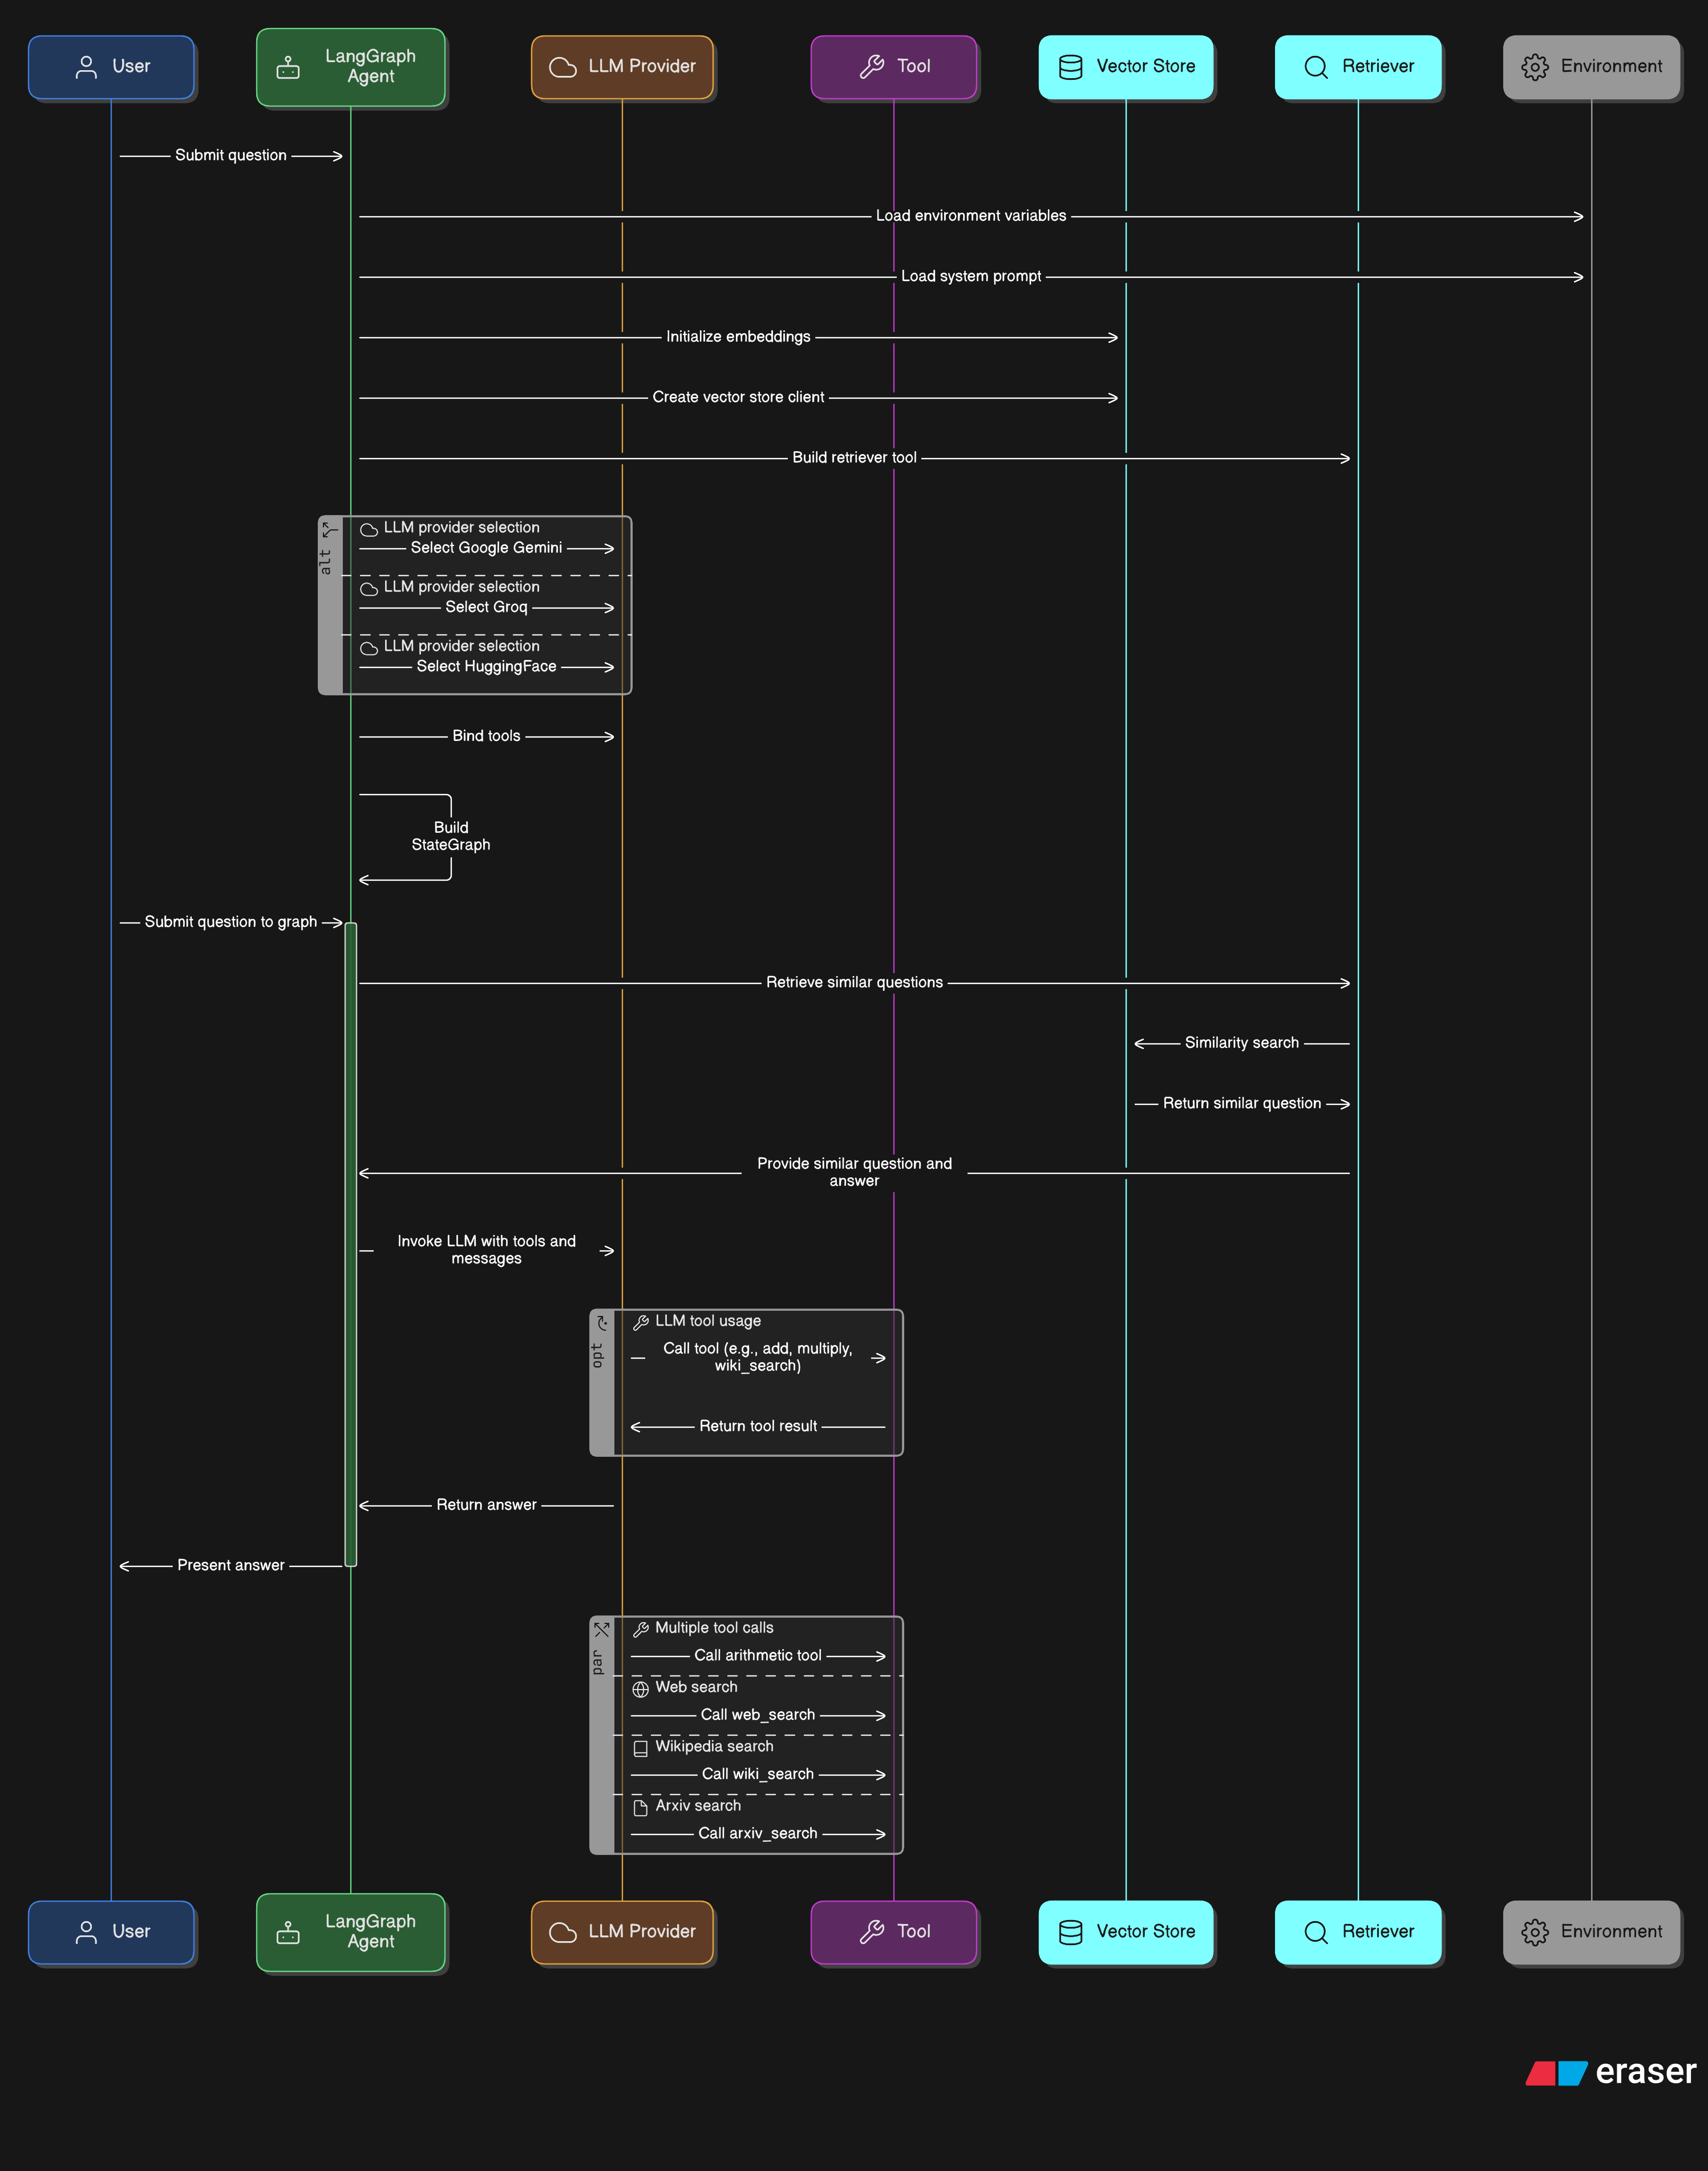 User
LangGraph
Agent
LLM Provider
Tool
Vector Store
Retriever
Environment
Submit question
Load environment variables
Load system prompt
Initialize embeddings
Create vector store client
Build retriever tool
alt
LLM provider selection
Select Google Gemini
LLM provider selection
Select Groq
LLM provider selection
Select HuggingFace
Bind tools
Build
StateGraph
Submit question to graph
Retrieve similar questions
Similarity search
Return similar question
Provide similar question and
answer
Invoke LLM with tools and
messages
opt
LLM tool usage
Call tool (e.g., add, multiply,
wiki_search)
Return tool result
Return answer
Present answer
par
Multiple tool calls
Call arithmetic tool
Web search
Call web_search
Wikipedia search
Call wiki_search
Arxiv search
Call arxiv_search
User
LangGraph
Agent
LLM Provider
Tool
Vector Store
Retriever
Environment
eraser